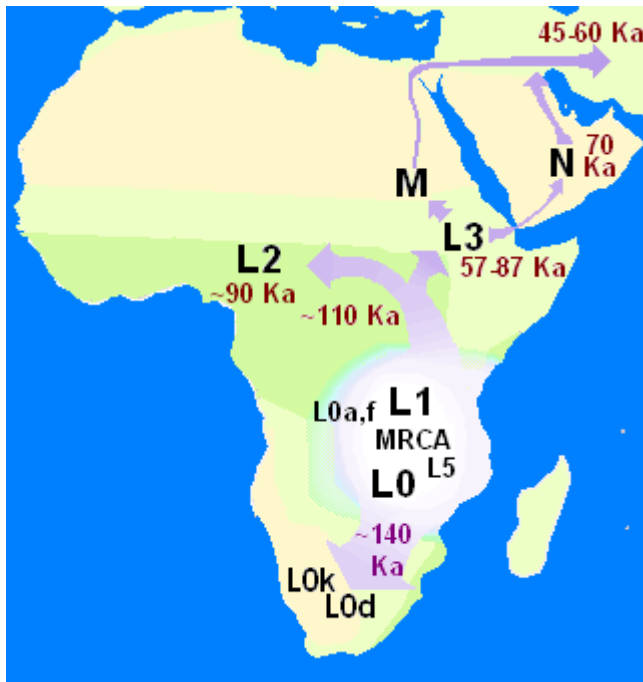 45-60 Ka
70
Ka
N
M
L3
57-87 Ka
L2
~90 Ka
~110 Ka
L0a,f
L1
MRCA
L5
L0
~140
Ka
L0k
L0d